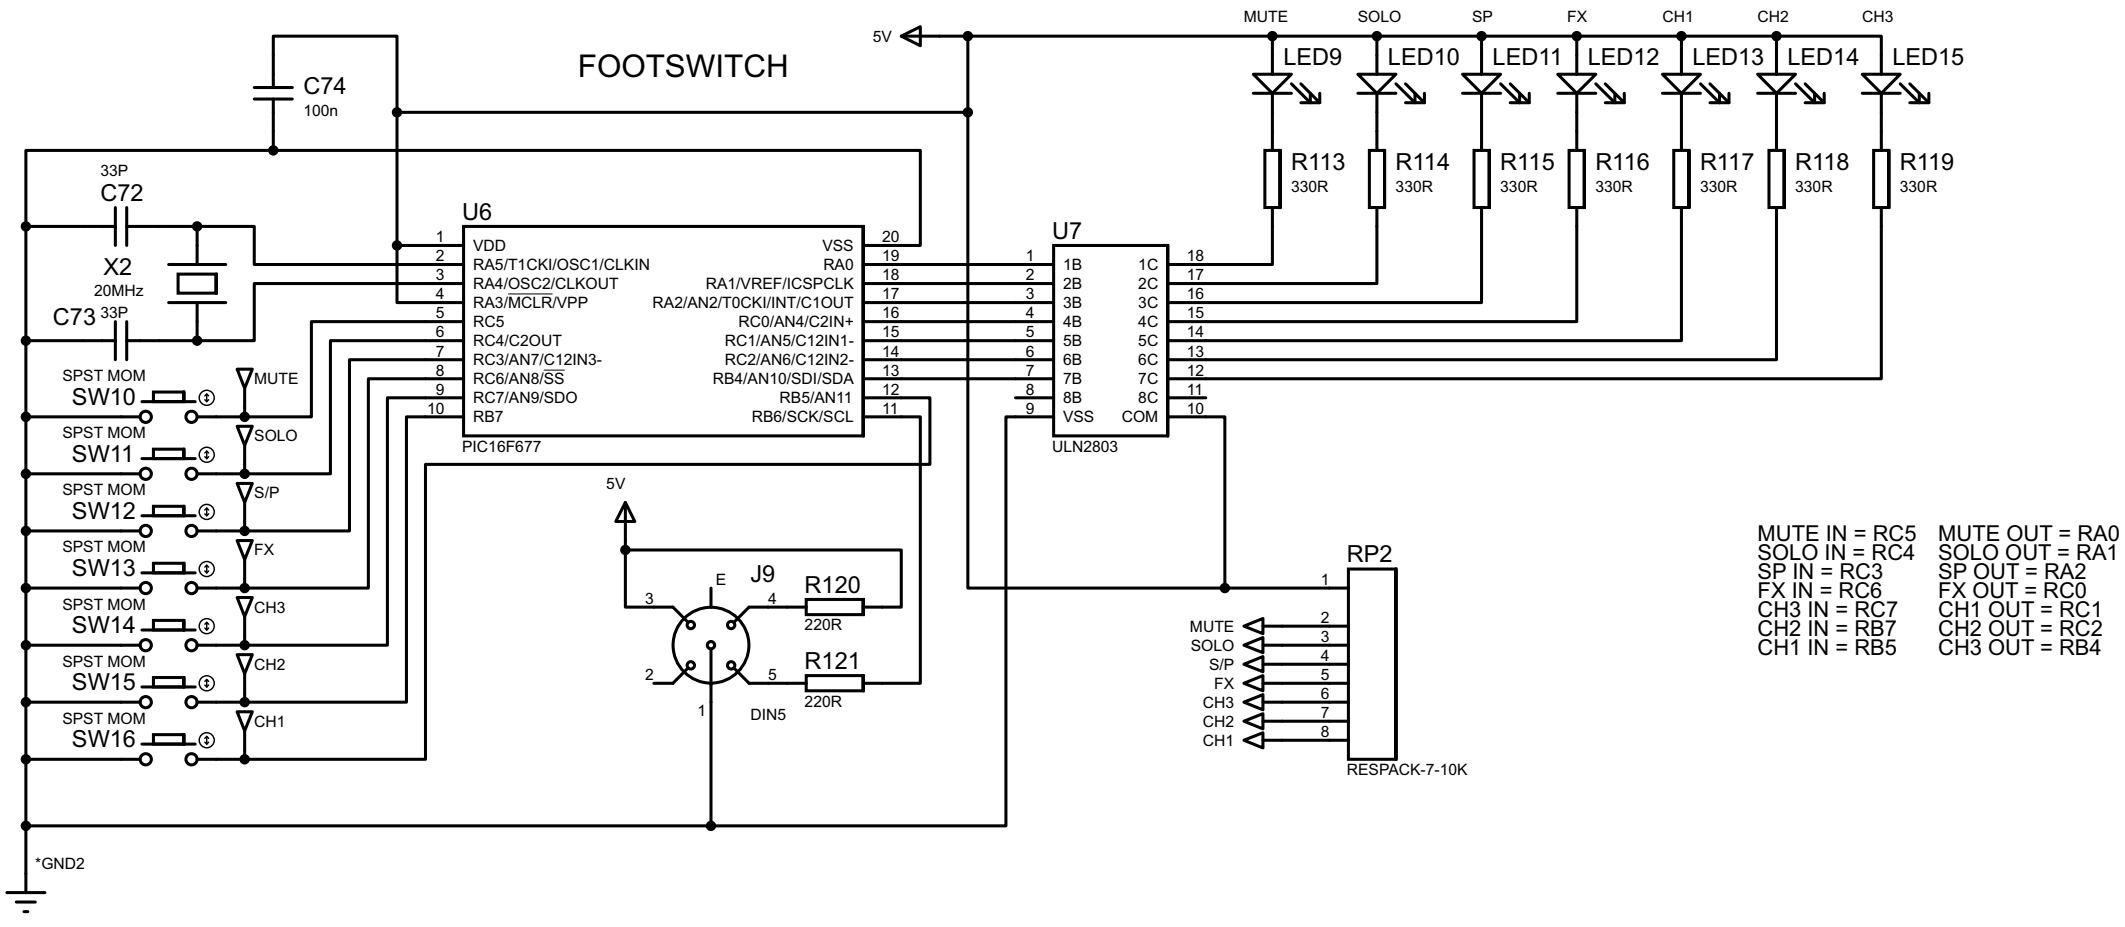 MUTE SOLO SP FX CH1 CH2 CH3
5V
FOOTSWITCH
LED9 LED10 LED11 LED12 LED13 LED14 LED15
C74
100n
R113 R114 R115 R116 R117 R118 R119
330R 330R 330R 330R 330R 330R 330R
33P
C72
X2
20MHz
C73 33P
U6
1 VDD VSS 20
2 RA5/T1CKI/OSC1/CLKIN RA0 19
3 RA4/OSC2/CLKOUT RA1/VREF/ICSPCLK 18
4 RA3/MCLR/VPP RA2/AN2/T0CKI/INT/C1OUT 17
5 RC5 RC0/AN4/C2IN+ 16
6 RC4/C2OUT RC1/AN5/C12IN1- 15
7 RC3/AN7/C12IN3- RC2/AN6/C12IN2- 14
8 RC6/AN8/SS RB4/AN10/SDI/SDA 13
9 RC7/AN9/SDO RB5/AN11 12
10 RB7 RB6/SCK/SCL 11
PIC16F677
U7
1 1B 1C 18
2 2B 2C 17
3 3B 3C 16
4 4B 4C 15
5 5B 5C 14
6 6B 6C 13
7 7B 7C 12
8 8B 8C 11
9 VSS COM 10
ULN2803
SPST MOM
SW10
MUTE
SPST MOM
SW11
SOLO
SPST MOM
SW12
S/P
SPST MOM
SW13
FX
SPST MOM
SW14
CH3
SPST MOM
SW15
CH2
SPST MOM
SW16
CH1
5V
E
J9
3
4
2
5
1
DIN5
R120
220R
R121
220R
RP2
1
MUTE 2
SOLO 3
S/P 4
FX 5
CH3 6
CH2 7
CH1 8
RESPACK-7-10K
MUTE IN = RC5 MUTE OUT = RA0
SOLO IN = RC4 SOLO OUT = RA1
SP IN = RC3 SP OUT = RA2
FX IN = RC6 FX OUT = RC0
CH3 IN = RC7 CH1 OUT = RC1
CH2 IN = RB7 CH2 OUT = RC2
CH1 IN = RB5 CH3 OUT = RB4
*GND2